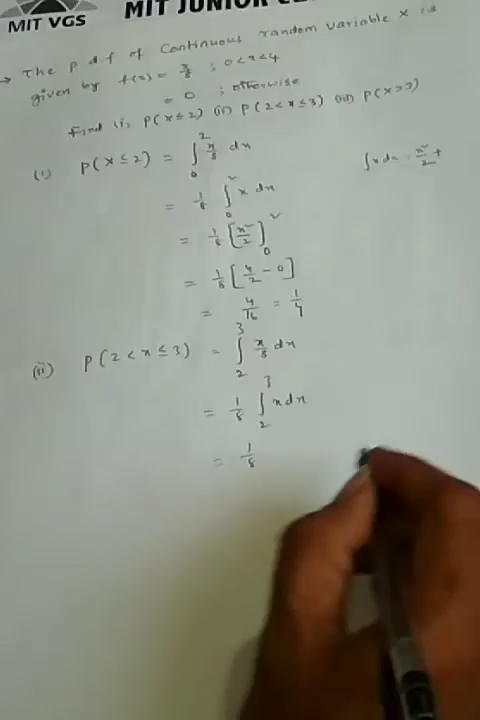 MIT VGS MIT JUNIOR
→ The p d f of Continuous random variable x is
given by f(x) = x/8 ; 0<x<4
= 0 ; otherwise
Find (i) P(x≤2) (ii) P(2<x≤3) (iii) P(x>3)
(i) P(x≤2) = ∫₀² x/8 dx
∫x dx = x²/2 +
= 1/8 ∫₀² x dx
= 1/8 [x²/2]₀²
= 1/8 [4/2 - 0]
= 4/16 = 1/4
(ii) P(2<x≤3) = ∫₂³ x/8 dx
= 1/8 ∫₂³ x dx
= 1/8